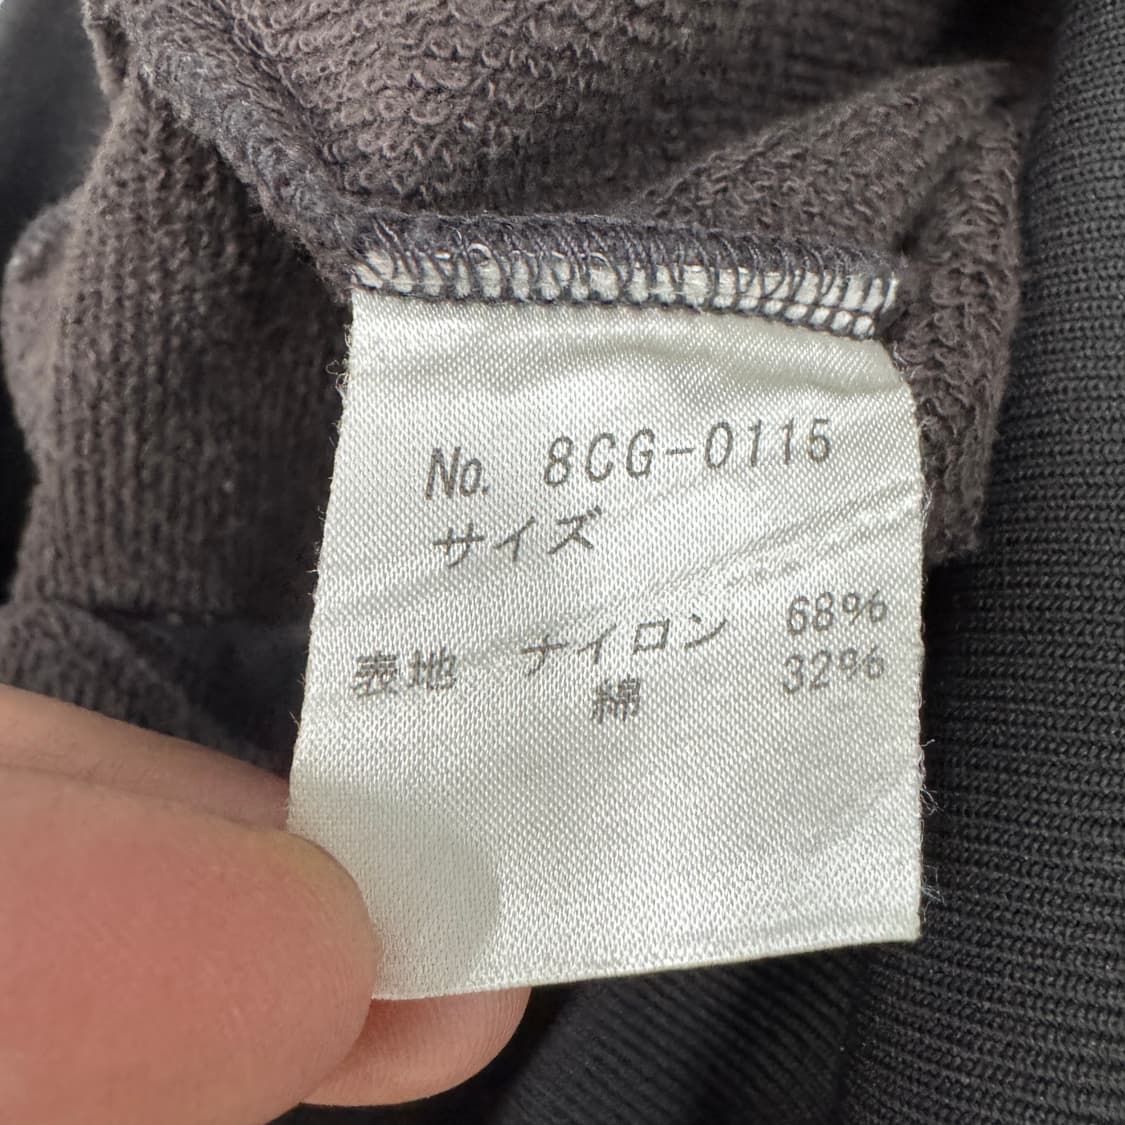 No. 8CG-0115
サイズ
表地 ナイロン 68%
綿 32%